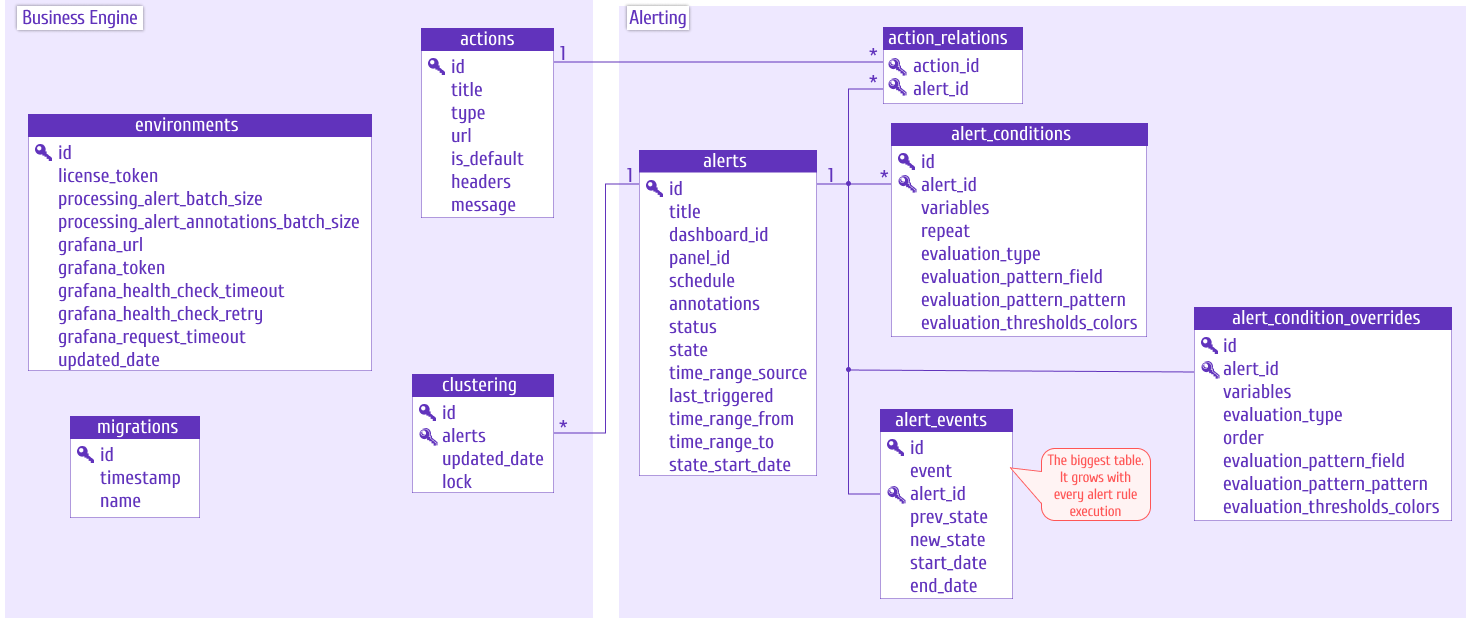 Business Engine
environments
id
license_token
processing_alert_batch_size
processing_alert_annotations_batch_size
grafana_url
grafana_token
grafana_health_check_timeout
grafana_health_check_retry
grafana_request_timeout
updated_date
migrations
id
timestamp
name
actions
id
title
type
url
is_default
headers
message
clustering
id
alerts
updated_date
lock
1
*
*
1
*
Alerting
alerts
id
title
dashboard_id
panel_id
schedule
annotations
status
state
time_range_source
last_triggered
time_range_from
time_range_to
state_start_date
1
*
action_relations
action_id
alert_id
alert_conditions
id
alert_id
variables
repeat
evaluation_type
evaluation_pattern_field
evaluation_pattern_pattern
evaluation_thresholds_colors
alert_events
id
event
alert_id
prev_state
new_state
start_date
end_date
The biggest table.
It grows with
every alert rule
execution
alert_condition_overrides
id
alert_id
variables
evaluation_type
order
evaluation_pattern_field
evaluation_pattern_pattern
evaluation_thresholds_colors